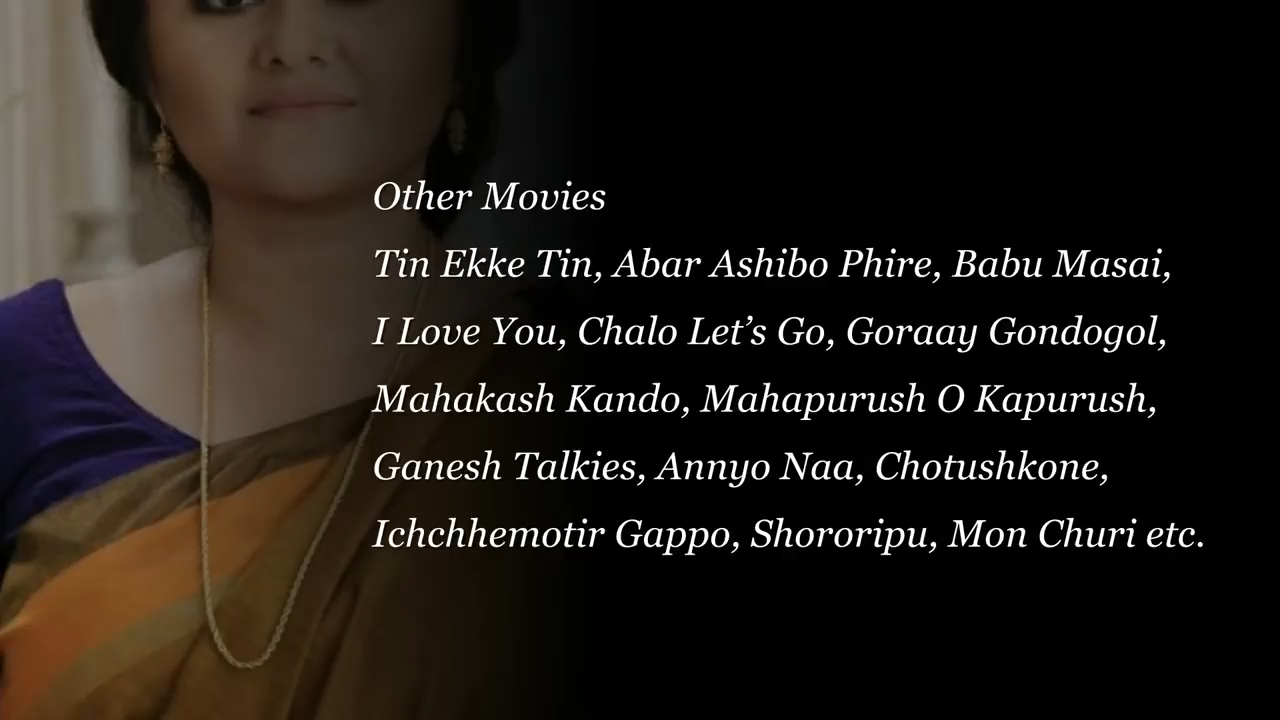 Other Movies
Tin Ekke Tin, Abar Ashibo Phire, Babu Masai,
I Love You, Chalo Let’s Go, Goraay Gondogol,
Mahakash Kando, Mahapurush O Kapurush,
Ganesh Talkies, Annyo Naa, Chotushkone,
Ichchhemotir Gappo, Shororipu, Mon Churi etc.